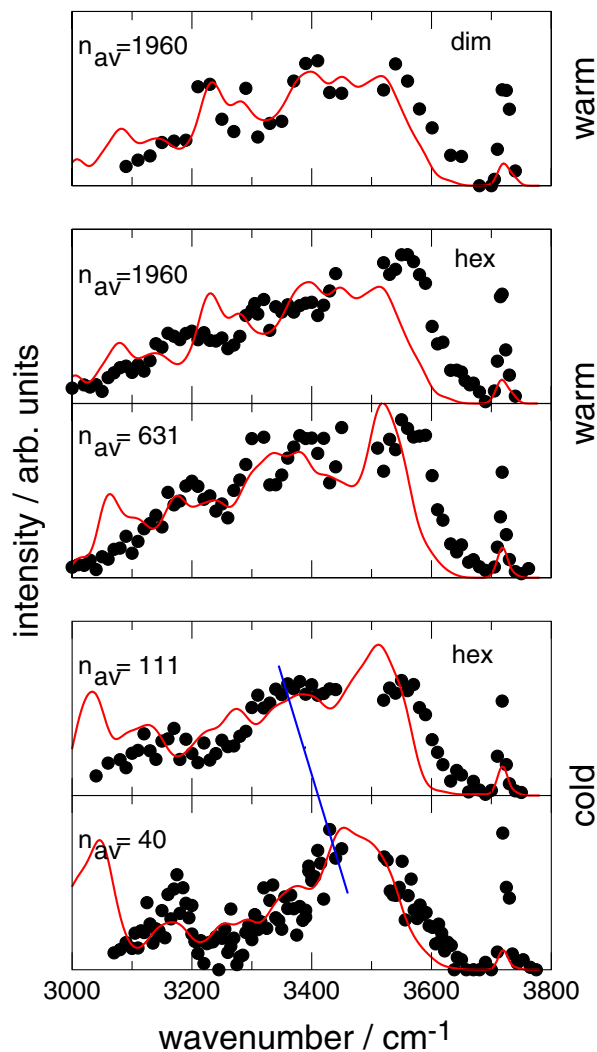 n_av=1960 dim
warm
n_av=1960 hex
n_av= 631
warm
n_av= 111 hex
n_av= 40
cold
intensity / arb. units
3000 3200 3400 3600 3800
wavenumber / cm-1